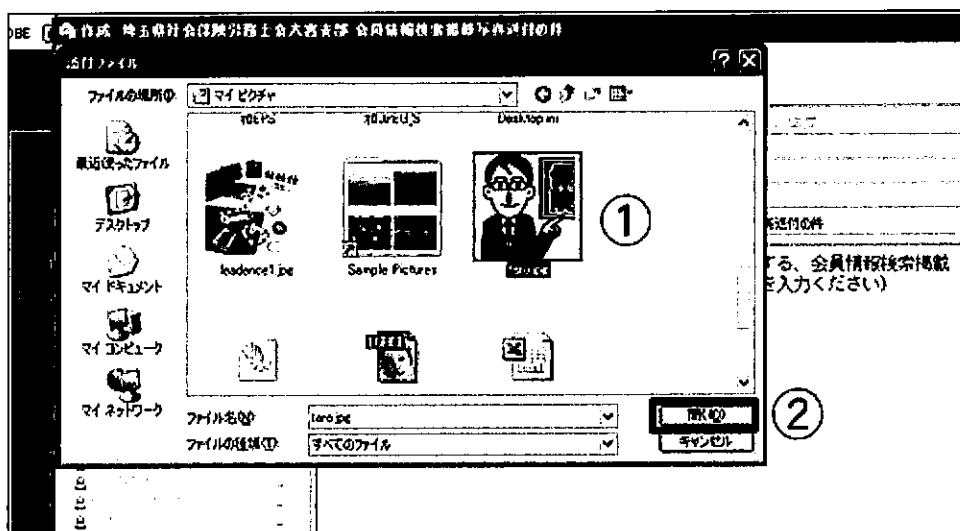 作成 埼玉県社会保険労務士会大宮支部 会員情報検索掲載写真送付の件
添付ファイル
ファイルの場所(I):
マイ ピクチャ
Desktop.ini
最近使ったファイル
デスクトップ
マイ ドキュメント
マイ コンピュータ
マイ ネットワーク
leadence1.jpg
Sample Pictures
①
送付の件
する、会員情報検索掲載
を入力ください)
ファイル名(N):
taro.jpg
開く(O)
②
ファイルの種類(T):
すべてのファイル
キャンセル